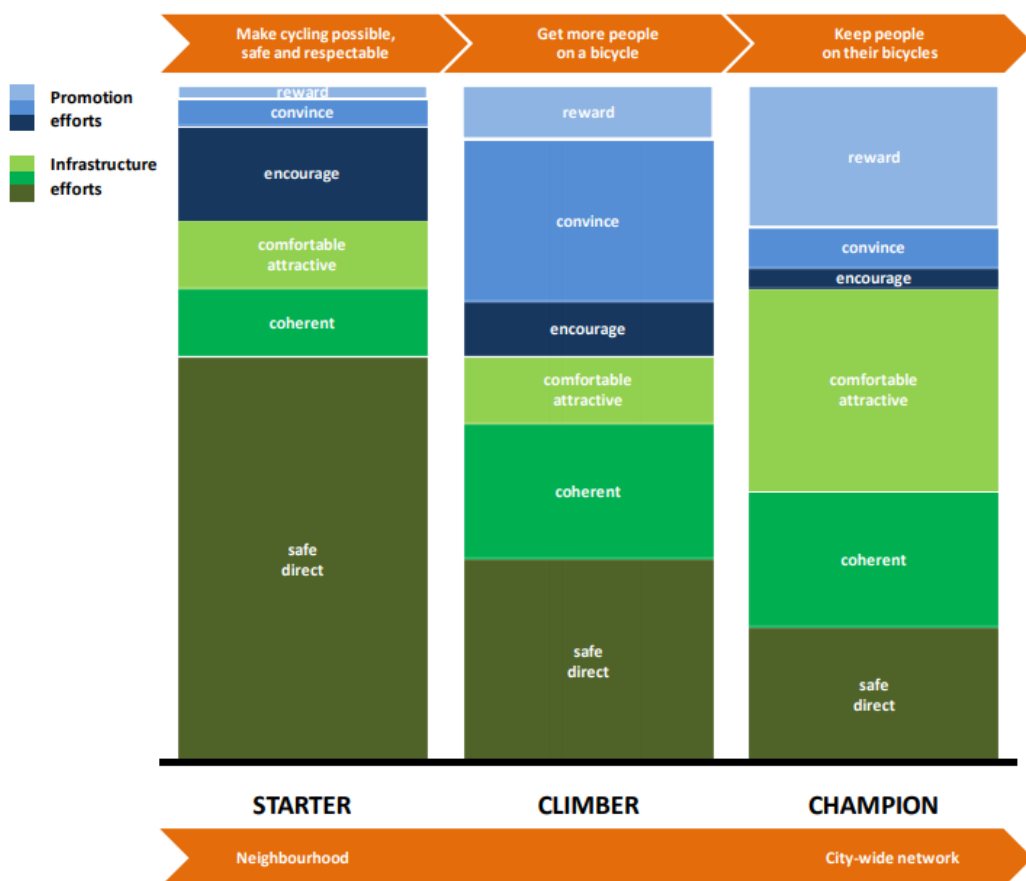 Make cycling possible,
safe and respectable
Get more people
on a bicycle
Keep people
on their bicycles
Promotion
efforts
Infrastructure
efforts
reward
convince
encourage
comfortable
attractive
coherent
safe
direct
reward
convince
encourage
comfortable
attractive
coherent
safe
direct
reward
convince
encourage
comfortable
attractive
coherent
safe
direct
STARTER
CLIMBER
CHAMPION
Neighbourhood
City-wide network